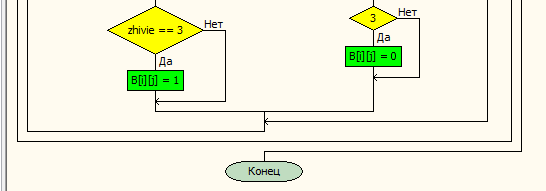 3
Нет
zhivie == 3
Нет
Да
Да
B[i][j] = 0
B[i][j] = 1
Конец